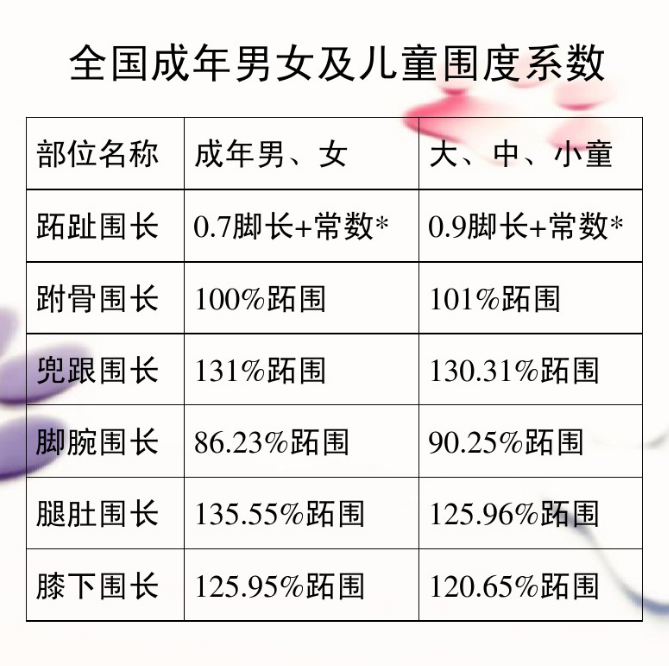 全国成年男女及儿童围度系数
部位名称 成年男、女 大、中、小童
跖趾围长 0.7脚长+常数* 0.9脚长+常数*
跗骨围长 100%跖围 101%跖围
兜跟围长 131%跖围 130.31%跖围
脚腕围长 86.23%跖围 90.25%跖围
腿肚围长 135.55%跖围 125.96%跖围
膝下围长 125.95%跖围 120.65%跖围